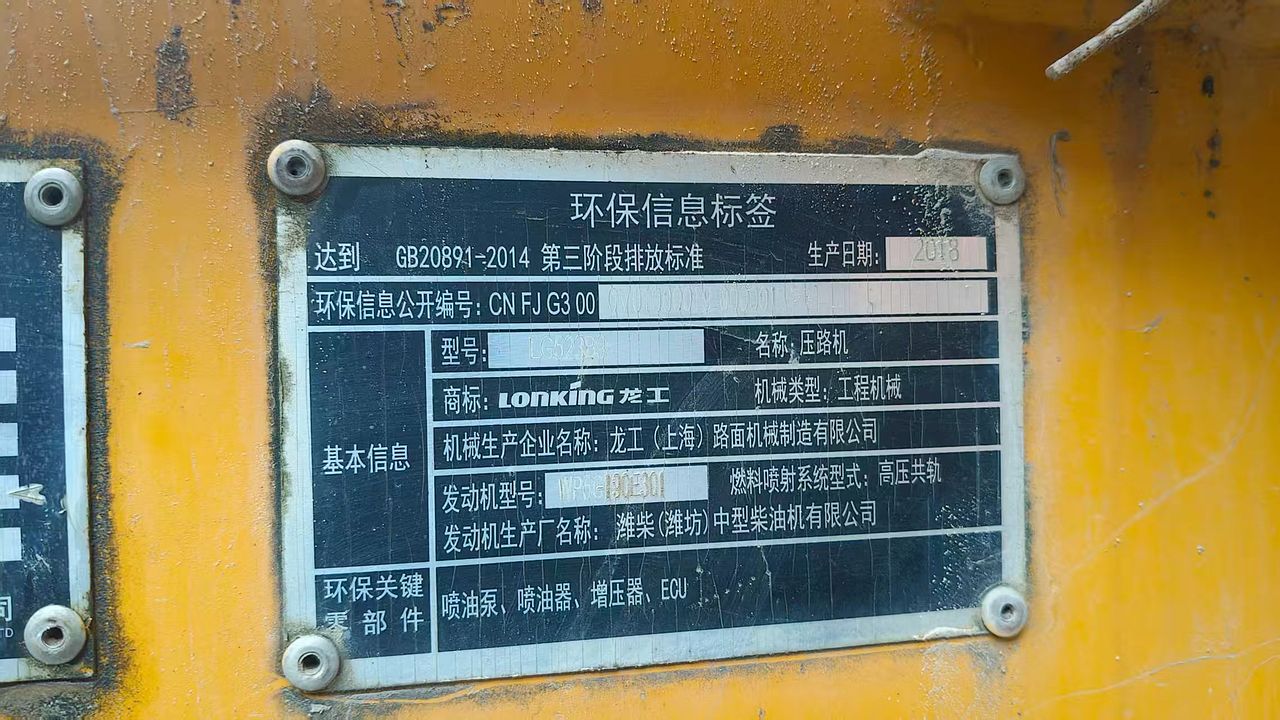 环保信息标签
达到 GB20891-2014 第三阶段排放标准 生产日期: 2018
环保信息公开编号: CN FJ G3 00
基本信息
型号: 名称: 压路机
商标: LONKING 龙工 机械类型: 工程机械
机械生产企业名称: 龙工(上海)路面机械制造有限公司
发动机型号: WP6G190E301 燃料喷射系统型式: 高压共轨
发动机生产厂名称: 潍柴(潍坊)中型柴油机有限公司
环保关键零部件
喷油泵、喷油器、增压器、ECU
司
TD